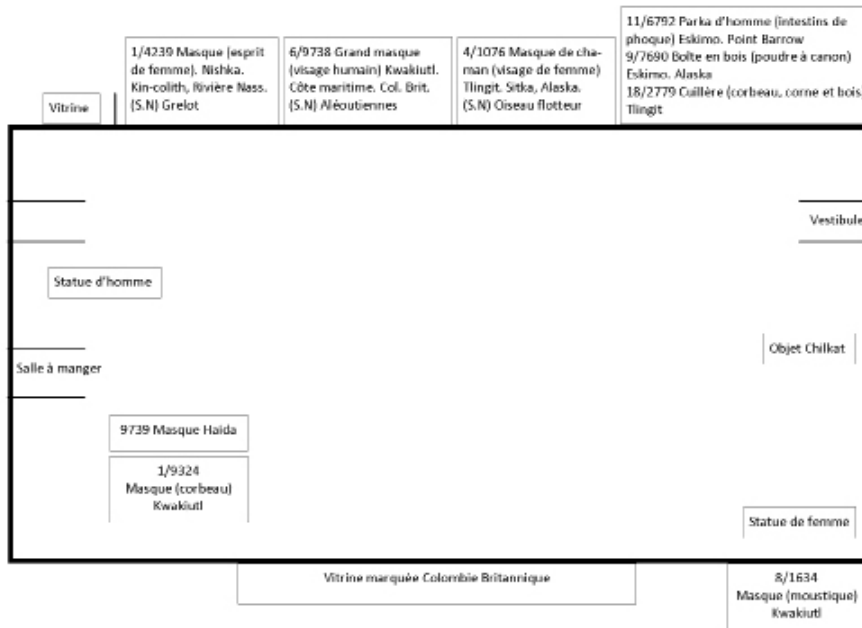 Vitrine
1/4239 Masque (esprit
de femme). Nishka.
Kin-colith, Rivière Nass.
(S.N) Grelot
6/9738 Grand masque
(visage humain) Kwakiutl.
Côte maritime. Col. Brit.
(S.N) Aléoutiennes
4/1076 Masque de cha-
man (visage de femme)
Tlingit. Sitka, Alaska.
(S.N) Oiseau flotteur
11/6792 Parka d'homme (intestins de
phoque) Eskimo. Point Barrow
9/7690 Boîte en bois (poudre à canon)
Eskimo. Alaska
18/2779 Cuillère (corbeau, corne et bois)
Tlingit
Vestibule
Statue d'homme
Objet Chilkat
Salle à manger
9739 Masque Haida
1/9324
Masque (corbeau)
Kwakiutl
Statue de femme
Vitrine marquée Colombie Britannique
8/1634
Masque (moustique)
Kwakiutl